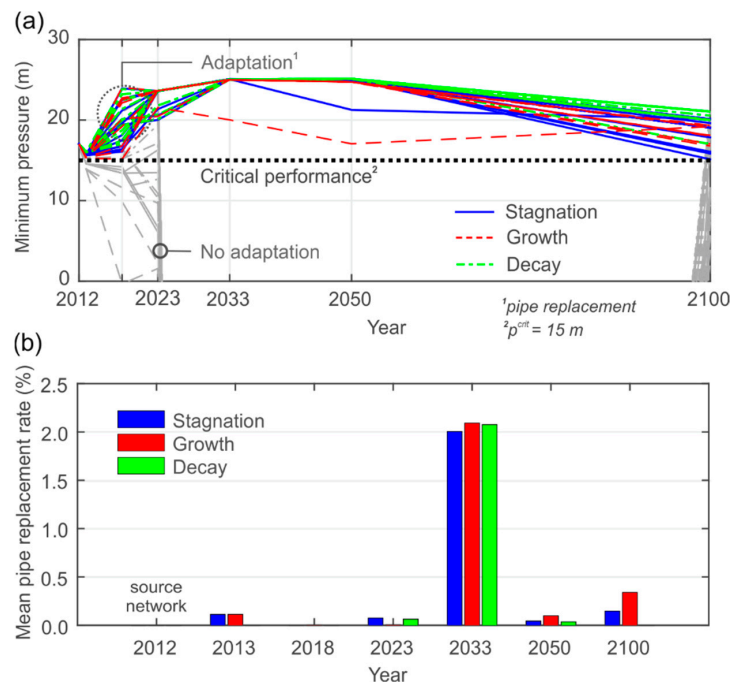 (a)
30
20
10
0
Minimum pressure (m)
Adaptation¹
Critical performance²
No adaptation
Stagnation
Growth
Decay
2012
2023
2033
2050
2100
Year
¹pipe replacement
²pᶜʳⁱᵗ = 15 m
(b)
2.5
2.0
1.5
1.0
0.5
0.0
Mean pipe replacement rate (%)
Stagnation
Growth
Decay
source
network
2012
2013
2018
2023
2033
2050
2100
Year